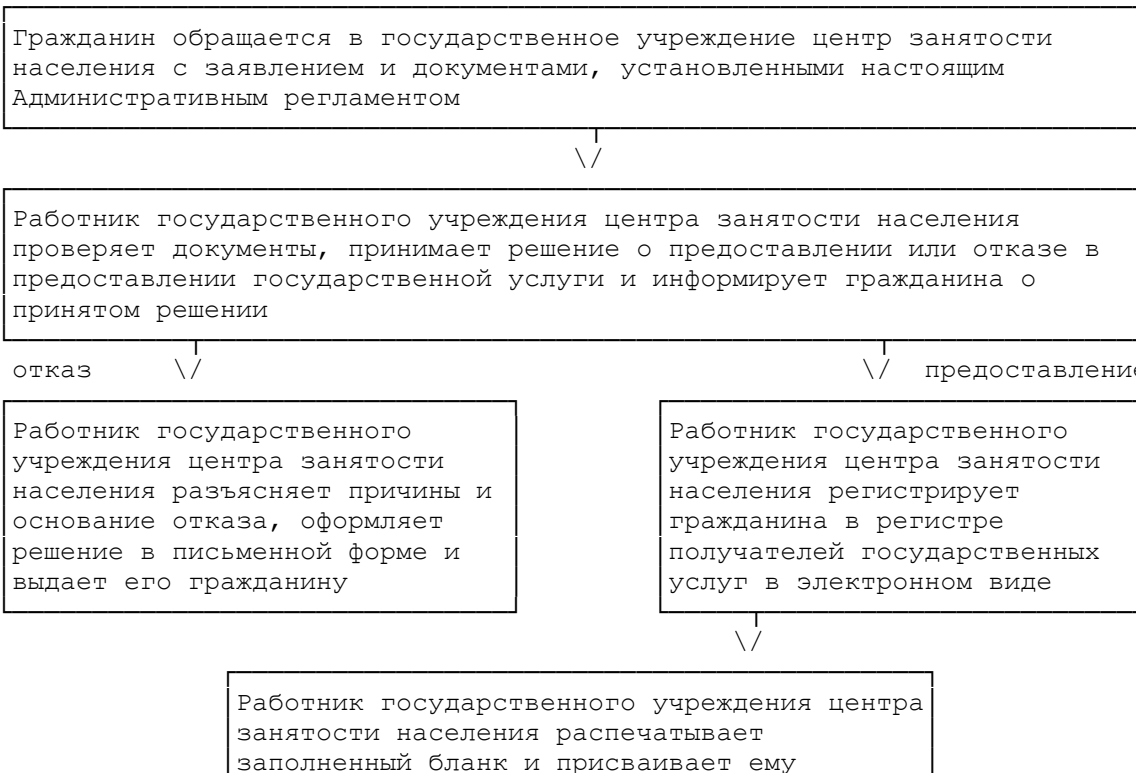 Гражданин обращается в государственное учреждение центр занятости
населения с заявлением и документами, установленными настоящим
Административным регламентом
\/
Работник государственного учреждения центра занятости населения
проверяет документы, принимает решение о предоставлении или отказе в
предоставлении государственной услуги и информирует гражданина о
принятом решении
отказ \/ \/ предоставление
Работник государственного
учреждения центра занятости
населения разъясняет причины и
основание отказа, оформляет
решение в письменной форме и
выдает его гражданину
Работник государственного
учреждения центра занятости
населения регистрирует
гражданина в регистре
получателей государственных
услуг в электронном виде
\/
Работник государственного учреждения центра
занятости населения распечатывает
заполненный бланк и присваивает ему